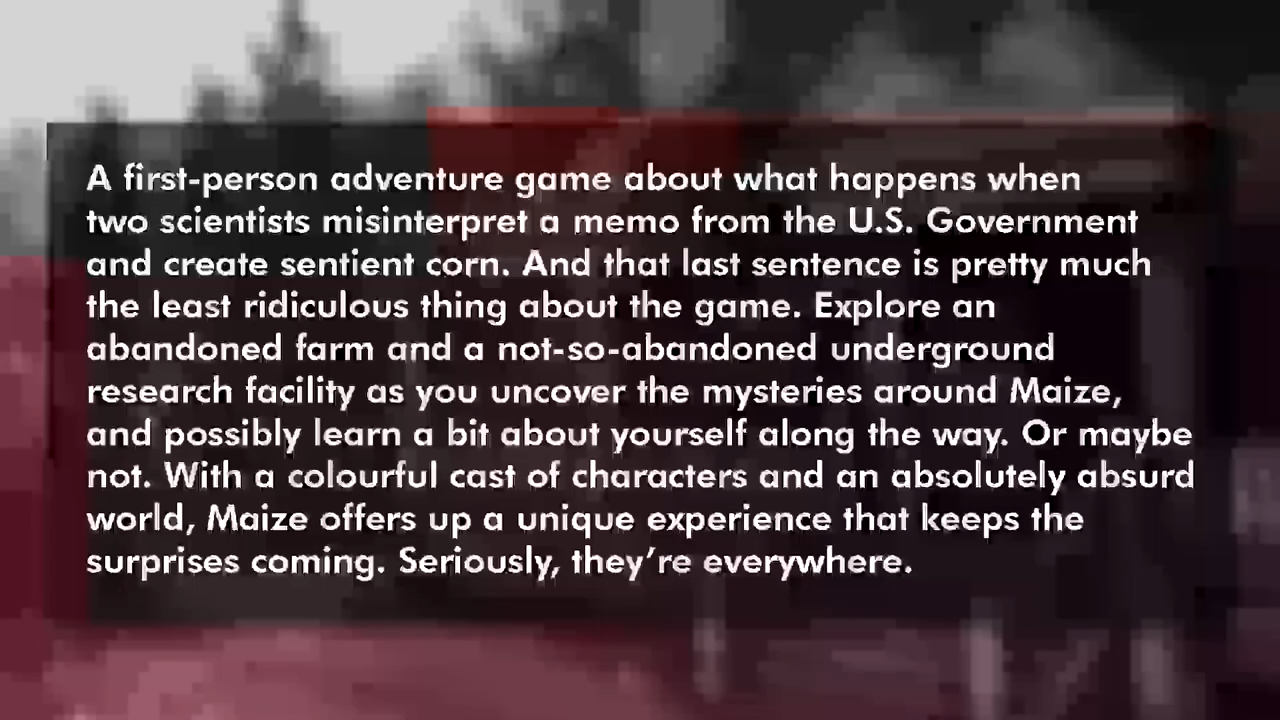 A first-person adventure game about what happens when
two scientists misinterpret a memo from the U.S. Government
and create sentient corn. And that last sentence is pretty much
the least ridiculous thing about the game. Explore an
abandoned farm and a not-so-abandoned underground
research facility as you uncover the mysteries around Maize,
and possibly learn a bit about yourself along the way. Or maybe
not. With a colourful cast of characters and an absolutely absurd
world, Maize offers up a unique experience that keeps the
surprises coming. Seriously, they’re everywhere.